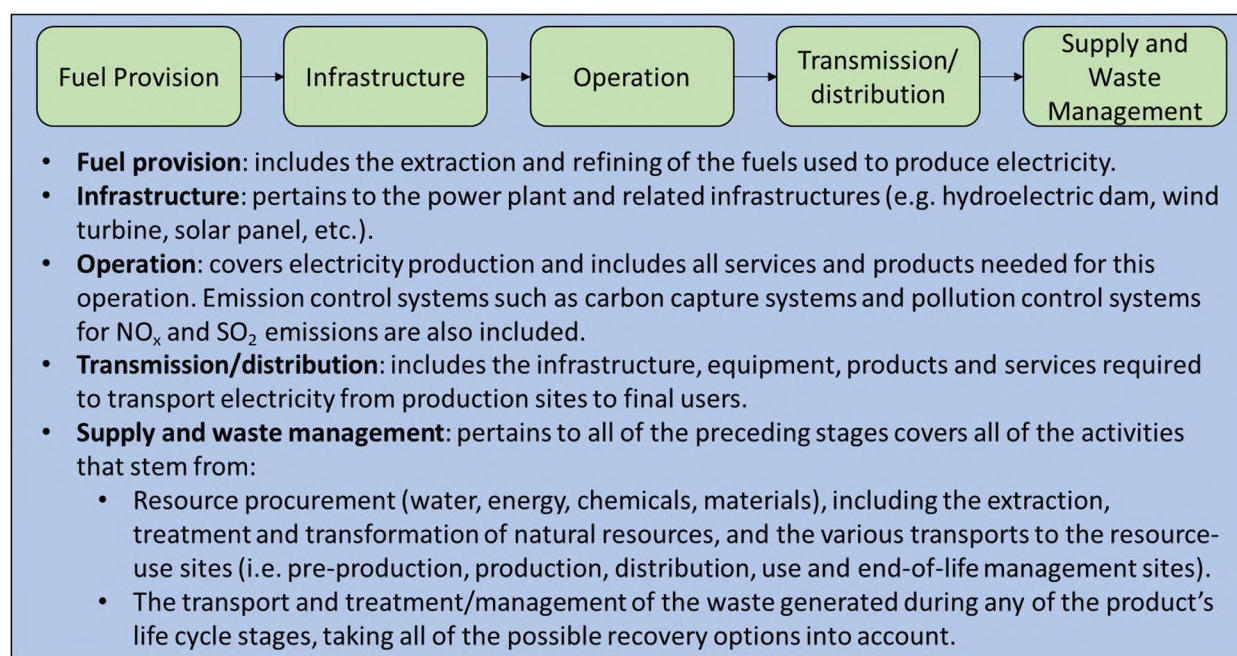 Fuel Provision
Infrastructure
Operation
Transmission/
distribution
Supply and
Waste
Management
• Fuel provision: includes the extraction and refining of the fuels used to produce electricity.
• Infrastructure: pertains to the power plant and related infrastructures (e.g. hydroelectric dam, wind
turbine, solar panel, etc.).
• Operation: covers electricity production and includes all services and products needed for this
operation. Emission control systems such as carbon capture systems and pollution control systems
for NOₓ and SO₂ emissions are also included.
• Transmission/distribution: includes the infrastructure, equipment, products and services required
to transport electricity from production sites to final users.
• Supply and waste management: pertains to all of the preceding stages covers all of the activities
that stem from:
• Resource procurement (water, energy, chemicals, materials), including the extraction,
treatment and transformation of natural resources, and the various transports to the resource-
use sites (i.e. pre-production, production, distribution, use and end-of-life management sites).
• The transport and treatment/management of the waste generated during any of the product’s
life cycle stages, taking all of the possible recovery options into account.